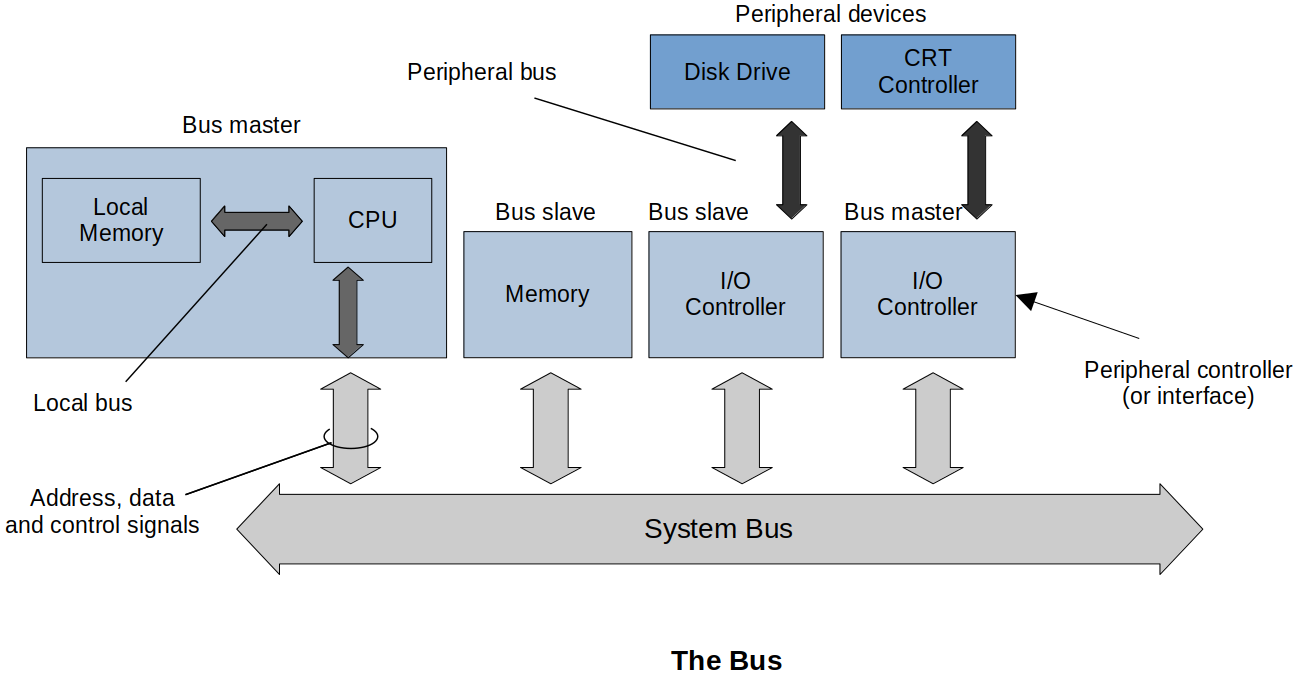 Peripheral devices
Disk Drive
CRT
Controller
Peripheral bus
Bus master
Local
Memory
CPU
Bus slave
Bus slave
Bus master
Memory
I/O
Controller
I/O
Controller
Peripheral controller
(or interface)
Local bus
Address, data
and control signals
System Bus
The Bus